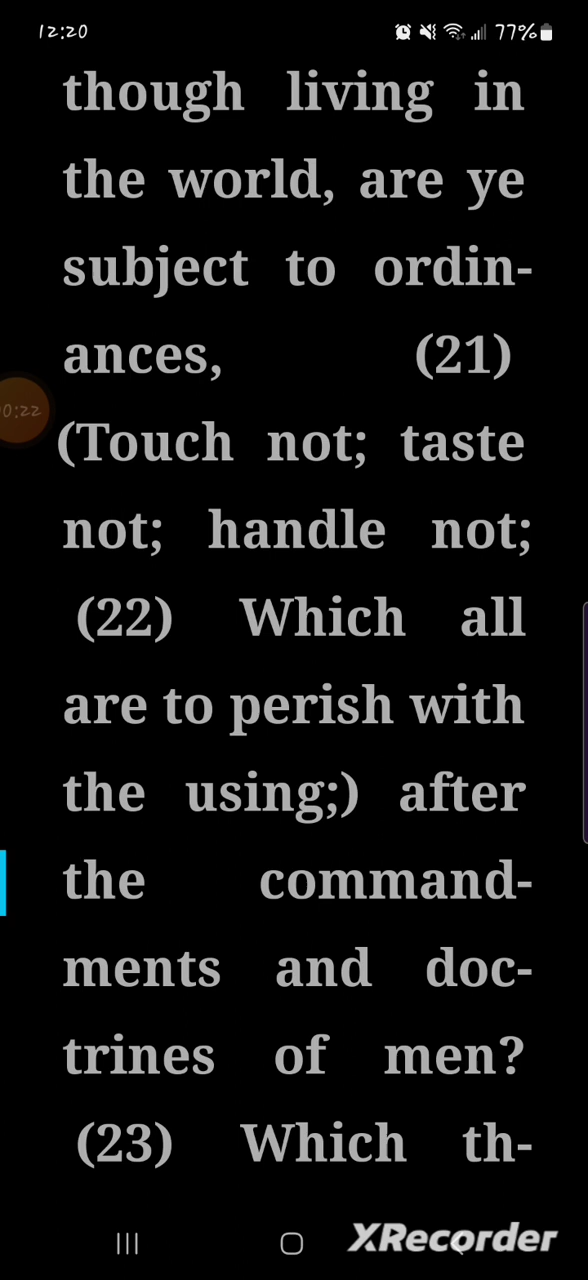 12:20 77%
though living in
the world, are ye
subject to ordin-
ances, (21)
0:22
(Touch not; taste
not; handle not;
(22) Which all
are to perish with
the using;) after
the command-
ments and doc-
trines of men?
(23) Which th-
XRecorder